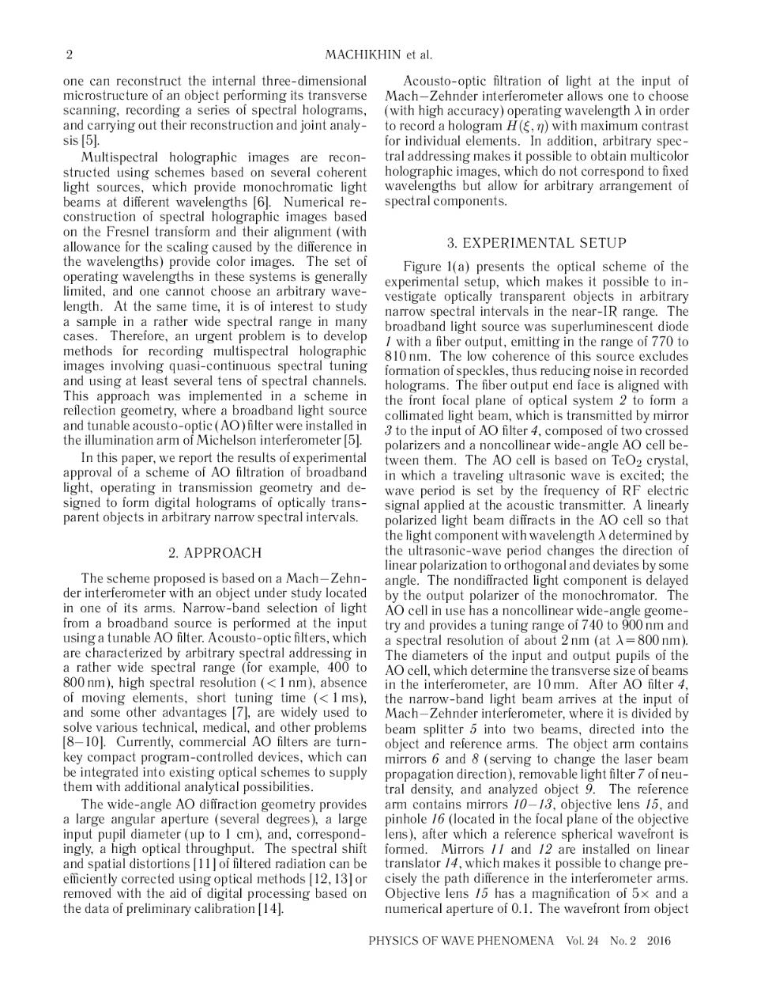 2
MACHIKHIN et al.
one can reconstruct the internal three-dimensional
microstructure of an object performing its transverse
scanning, recording a series of spectral holograms,
and carrying out their reconstruction and joint analy-
sis [5].
Multispectral holographic images are recon-
structed using schemes based on several coherent
light sources, which provide monochromatic light
beams at different wavelengths [6]. Numerical re-
construction of spectral holographic images based
on the Fresnel transform and their alignment (with
allowance for the scaling caused by the difference in
the wavelengths) provide color images. The set of
operating wavelengths in these systems is generally
limited, and one cannot choose an arbitrary wave-
length. At the same time, it is of interest to study
a sample in a rather wide spectral range in many
cases. Therefore, an urgent problem is to develop
methods for recording multispectral holographic
images involving quasi-continuous spectral tuning
and using at least several tens of spectral channels.
This approach was implemented in a scheme in
reflection geometry, where a broadband light source
and tunable acousto-optic (AO) filter were installed in
the illumination arm of Michelson interferometer [5].
In this paper, we report the results of experimental
approval of a scheme of AO filtration of broadband
light, operating in transmission geometry and de-
signed to form digital holograms of optically trans-
parent objects in arbitrary narrow spectral intervals.
2. APPROACH
The scheme proposed is based on a Mach–Zehn-
der interferometer with an object under study located
in one of its arms. Narrow-band selection of light
from a broadband source is performed at the input
using a tunable AO filter. Acousto-optic filters, which
are characterized by arbitrary spectral addressing in
a rather wide spectral range (for example, 400 to
800 nm), high spectral resolution (< 1 nm), absence
of moving elements, short tuning time (< 1 ms),
and some other advantages [7], are widely used to
solve various technical, medical, and other problems
[8–10]. Currently, commercial AO filters are turn-
key compact program-controlled devices, which can
be integrated into existing optical schemes to supply
them with additional analytical possibilities.
The wide-angle AO diffraction geometry provides
a large angular aperture (several degrees), a large
input pupil diameter (up to 1 cm), and, correspond-
ingly, a high optical throughput. The spectral shift
and spatial distortions [11] of filtered radiation can be
efficiently corrected using optical methods [12, 13] or
removed with the aid of digital processing based on
the data of preliminary calibration [14].
Acousto-optic filtration of light at the input of
Mach–Zehnder interferometer allows one to choose
(with high accuracy) operating wavelength λ in order
to record a hologram H(ξ, η) with maximum contrast
for individual elements. In addition, arbitrary spec-
tral addressing makes it possible to obtain multicolor
holographic images, which do not correspond to fixed
wavelengths but allow for arbitrary arrangement of
spectral components.
3. EXPERIMENTAL SETUP
Figure 1(a) presents the optical scheme of the
experimental setup, which makes it possible to in-
vestigate optically transparent objects in arbitrary
narrow spectral intervals in the near-IR range. The
broadband light source was superluminescent diode
1 with a fiber output, emitting in the range of 770 to
810 nm. The low coherence of this source excludes
formation of speckles, thus reducing noise in recorded
holograms. The fiber output end face is aligned with
the front focal plane of optical system 2 to form a
collimated light beam, which is transmitted by mirror
3 to the input of AO filter 4, composed of two crossed
polarizers and a noncollinear wide-angle AO cell be-
tween them. The AO cell is based on TeO₂ crystal,
in which a traveling ultrasonic wave is excited; the
wave period is set by the frequency of RF electric
signal applied at the acoustic transmitter. A linearly
polarized light beam diffracts in the AO cell so that
the light component with wavelength λ determined by
the ultrasonic-wave period changes the direction of
linear polarization to orthogonal and deviates by some
angle. The nondiffracted light component is delayed
by the output polarizer of the monochromator. The
AO cell in use has a noncollinear wide-angle geome-
try and provides a tuning range of 740 to 900 nm and
a spectral resolution of about 2 nm (at λ = 800 nm).
The diameters of the input and output pupils of the
AO cell, which determine the transverse size of beams
in the interferometer, are 10 mm. After AO filter 4,
the narrow-band light beam arrives at the input of
Mach–Zehnder interferometer, where it is divided by
beam splitter 5 into two beams, directed into the
object and reference arms. The object arm contains
mirrors 6 and 8 (serving to change the laser beam
propagation direction), removable light filter 7 of neu-
tral density, and analyzed object 9. The reference
arm contains mirrors 10–13, objective lens 15, and
pinhole 16 (located in the focal plane of the objective
lens), after which a reference spherical wavefront is
formed. Mirrors 11 and 12 are installed on linear
translator 14, which makes it possible to change pre-
cisely the path difference in the interferometer arms.
Objective lens 15 has a magnification of 5× and a
numerical aperture of 0.1. The wavefront from object
PHYSICS OF WAVE PHENOMENA Vol. 24 No. 2 2016